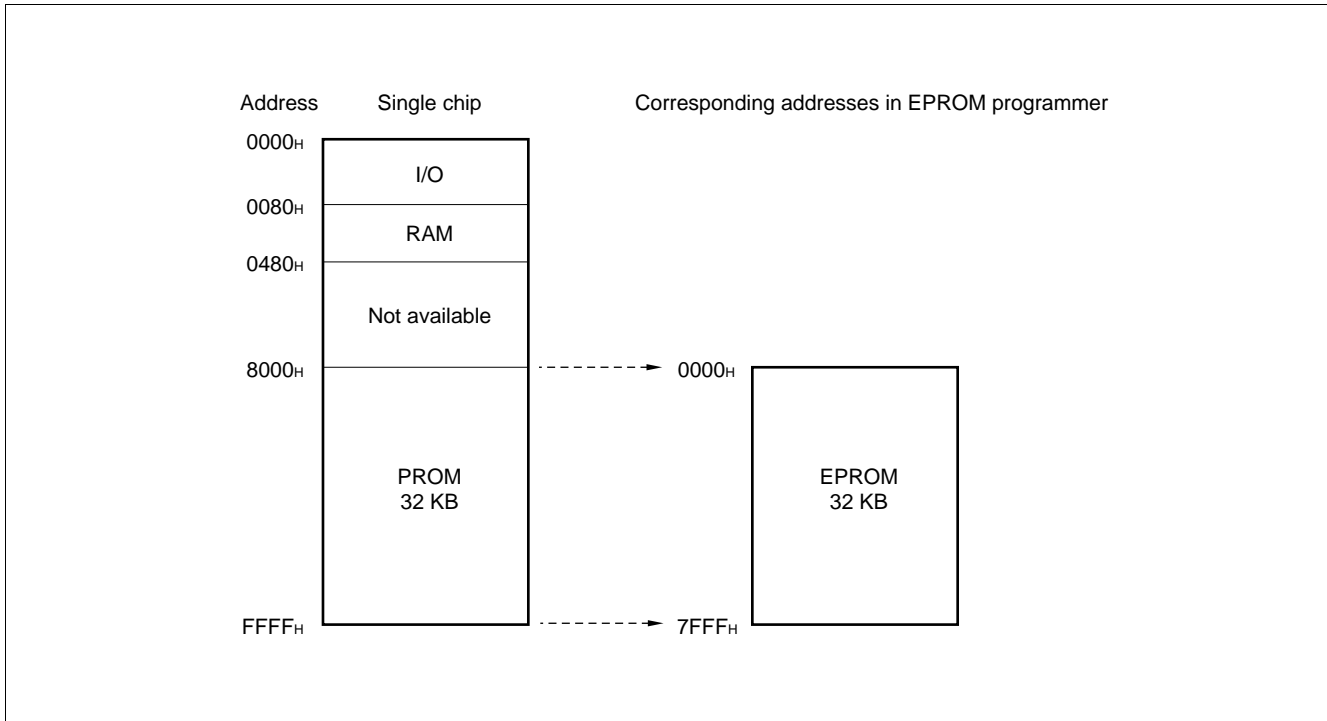 Address Single chip Corresponding addresses in EPROM programmer
0000H
I/O
0080H
RAM
0480H
Not available
8000H 0000H
PROM
32 KB
EPROM
32 KB
FFFFH 7FFFH